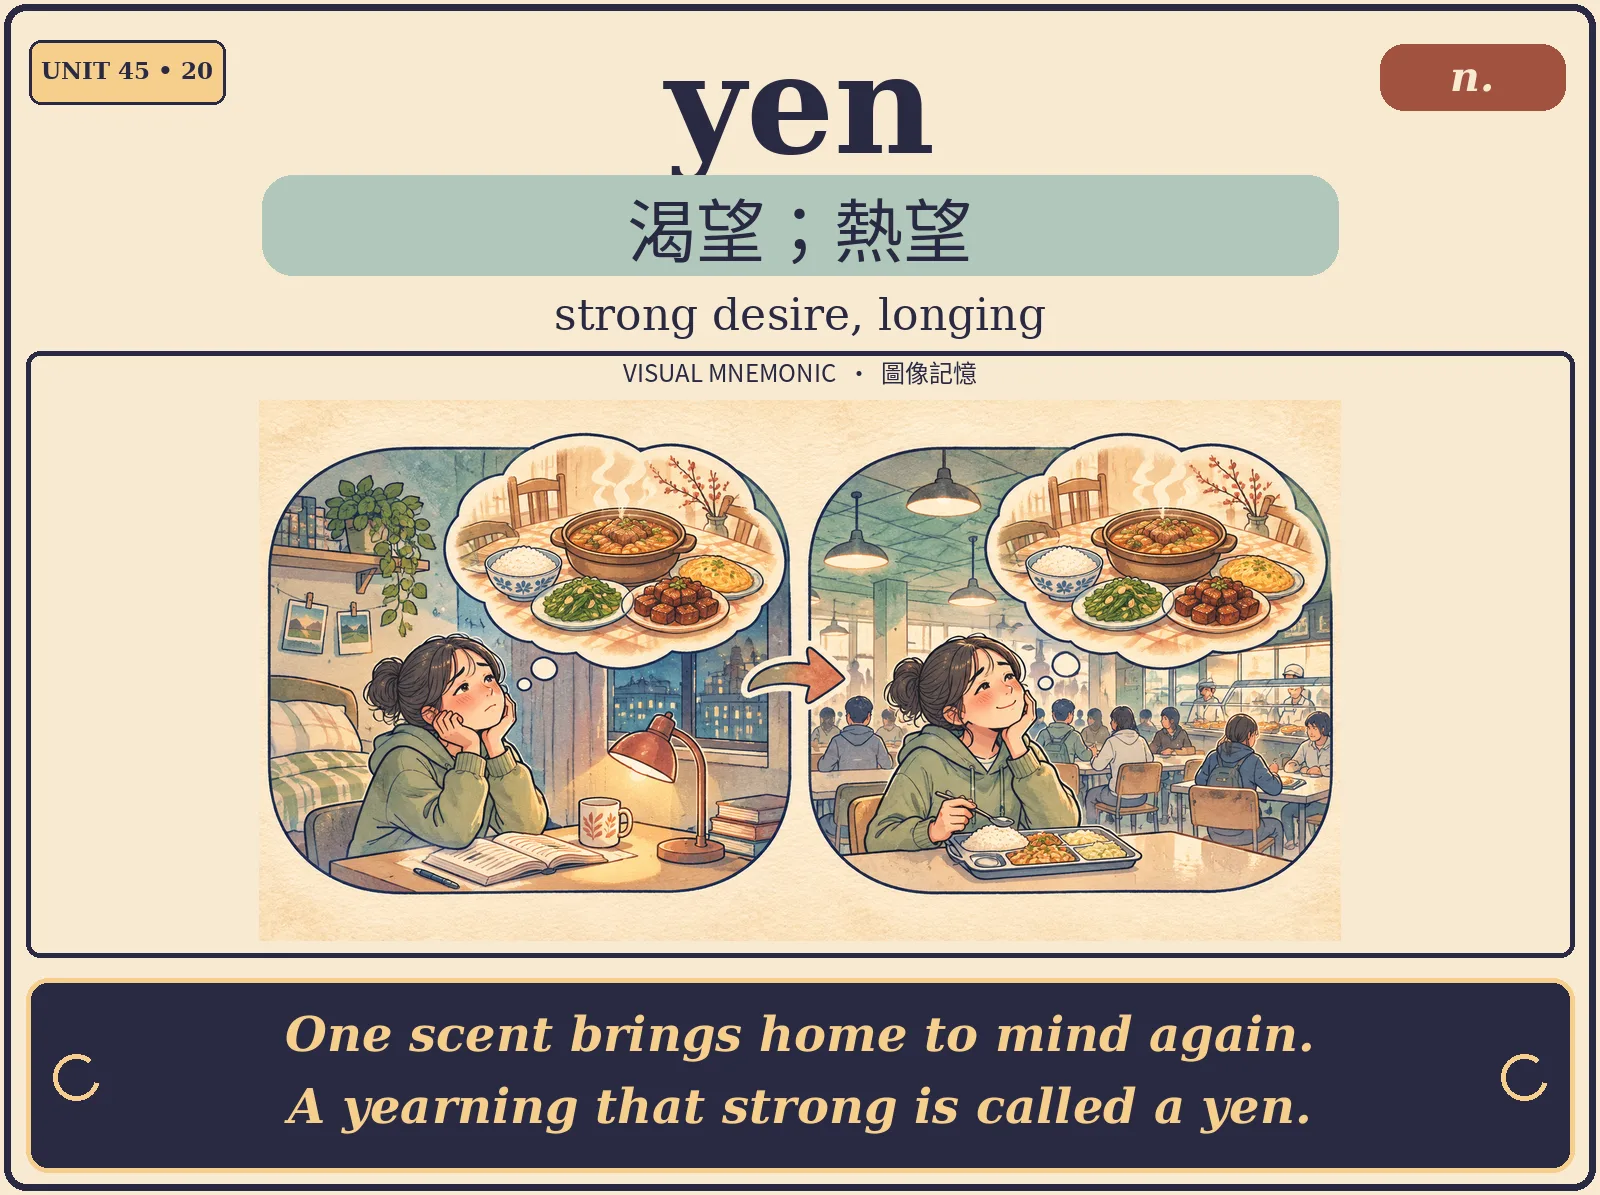 UNIT 45 • 20
yen
n.
渴望；熱望
strong desire, longing
VISUAL MNEMONIC • 圖像記憶
One scent brings home to mind again.
A yearning that strong is called a yen.